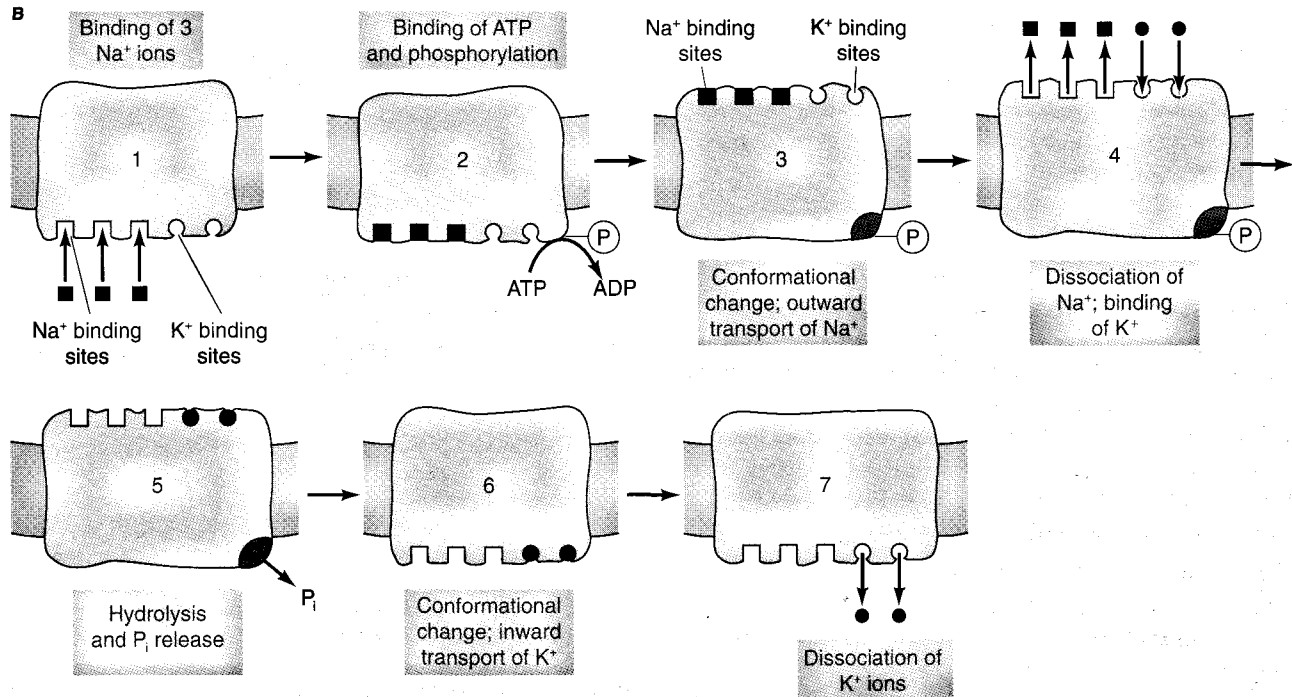 B
Binding of 3
Na⁺ ions
1
Na⁺ binding
sites
K⁺ binding
sites
Binding of ATP
and phosphorylation
2
P
ATP
ADP
Na⁺ binding
sites
K⁺ binding
sites
3
P
Conformational
change; outward
transport of Na⁺
4
P
Dissociation of
Na⁺; binding
of K⁺
5
Pᵢ
Hydrolysis
and Pᵢ release
6
Conformational
change; inward
transport of K⁺
7
Dissociation of
K⁺ ions